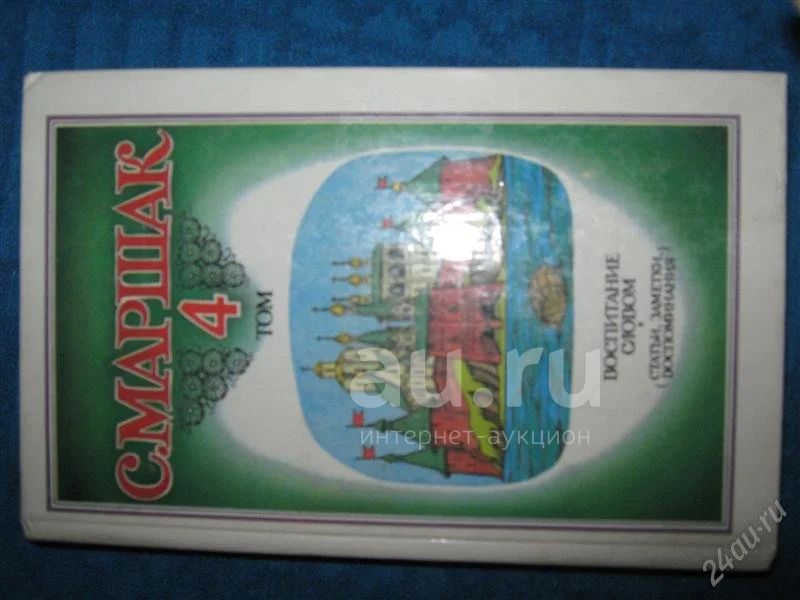 С. МАРШАК
4
ТОМ
ВОСПИТАНИЕ
СЛОВОМ
(СТАТЬИ, ЗАМЕТКИ,
ВОСПОМИНАНИЯ)
au.ru
интернет-аукцион
24au.ru